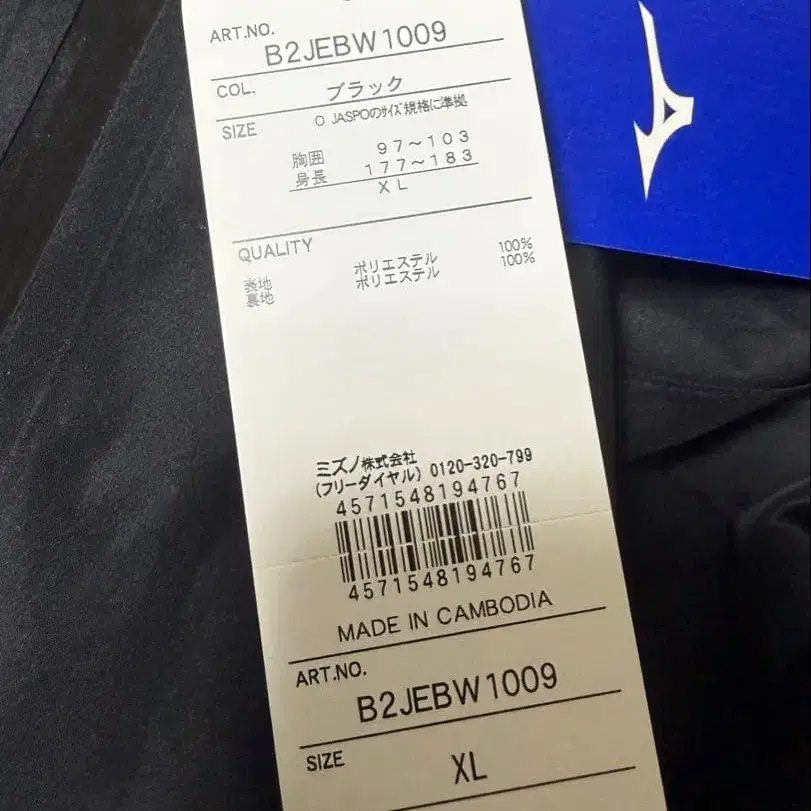 ART.NO.
B2JEBW1009
COL.
ブラック
SIZE
○ JASPOのサイズ規格に準拠
胸囲 97～103
身長 177～183
XL
QUALITY
表地 ポリエステル 100%
裏地 ポリエステル 100%
ミズノ株式会社
(フリーダイヤル) 0120-320-799
4571548194767
4571548194767
MADE IN CAMBODIA
ART.NO.
B2JEBW1009
SIZE
XL